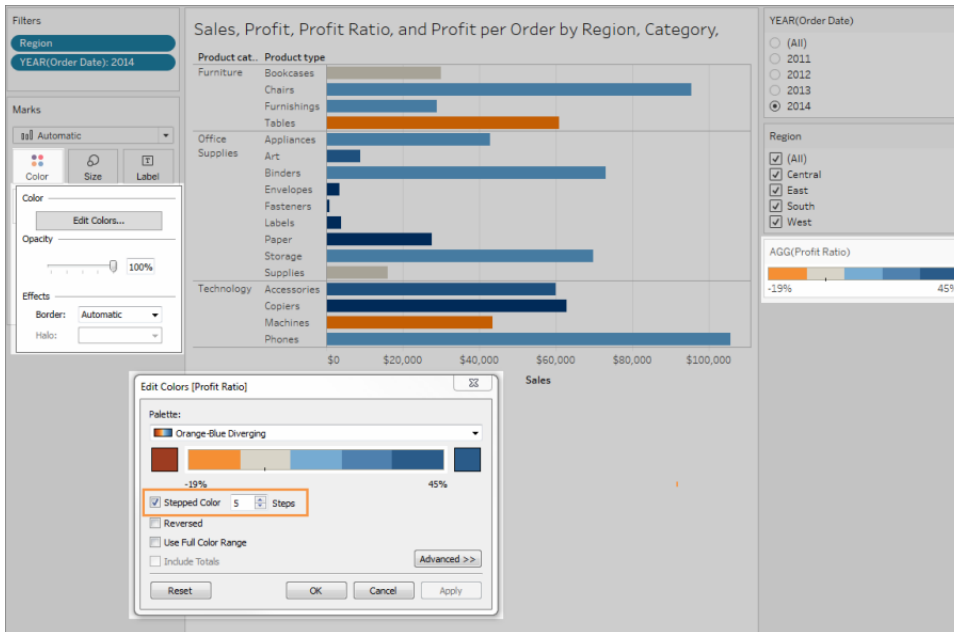 Filters
Region
YEAR(Order Date): 2014
Marks
Automatic
Color Size Label
Color
Edit Colors...
Opacity
100%
Effects
Border: Automatic
Halo:
Sales, Profit, Profit Ratio, and Profit per Order by Region, Category,
Product cat.. Product type
Furniture Bookcases
Chairs
Furnishings
Tables
Office Supplies Appliances
Art
Binders
Envelopes
Fasteners
Labels
Paper
Storage
Supplies
Technology Accessories
Copiers
Machines
Phones
$0 $20,000 $40,000 $60,000 $80,000 $100,000
Sales
YEAR(Order Date)
(All)
2011
2012
2013
2014
Region
(All)
Central
East
South
West
AGG(Profit Ratio)
-19% 45%
Edit Colors [Profit Ratio]
Palette:
Orange-Blue Diverging
-19% 45%
Stepped Color 5 Steps
Reversed
Use Full Color Range
Include Totals
Advanced >>
Reset OK Cancel Apply